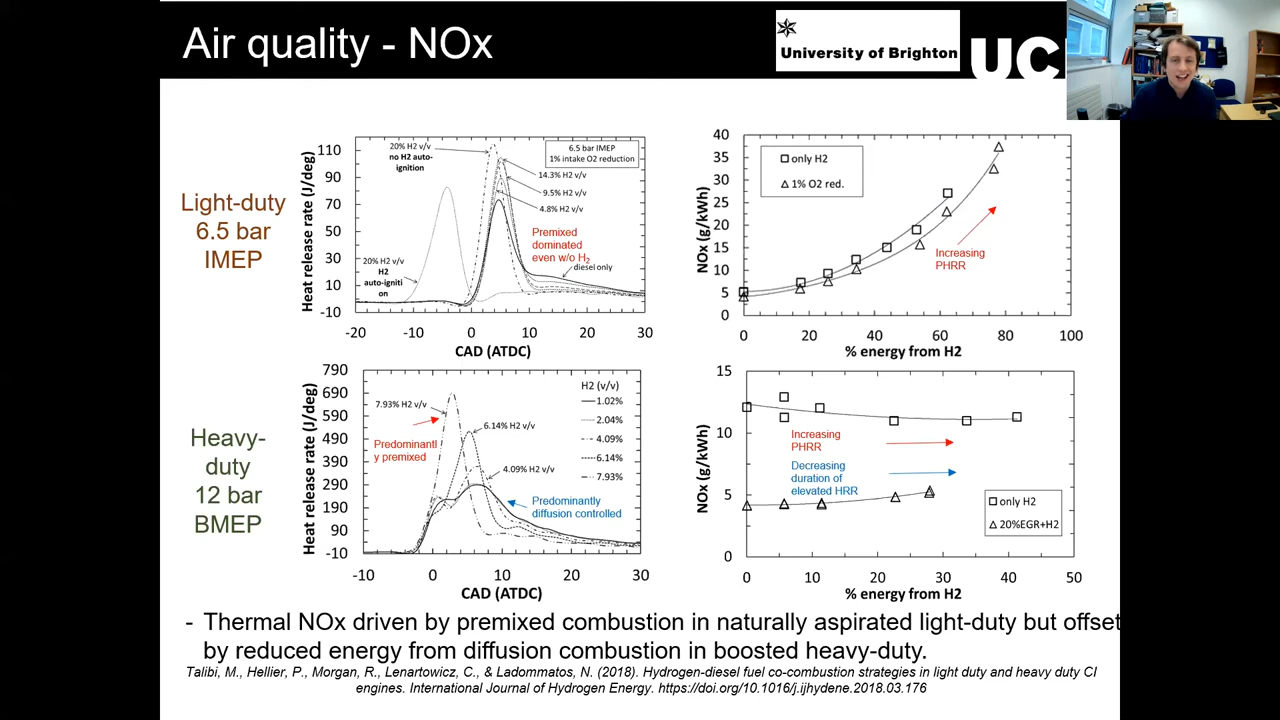 Air quality - NOx
University of Brighton
UC
Light-duty
6.5 bar
IMEP
Heat release rate (J/deg)
110
90
70
50
30
10
-10
-20
-10
0
10
20
30
CAD (ATDC)
20% H2 v/v
no H2 auto-
ignition
6.5 bar IMEP
1% intake O2 reduction
14.3% H2 v/v
9.5% H2 v/v
4.8% H2 v/v
Premixed
dominated
even w/o H2
diesel only
20% H2 v/v
H2
auto-igniti
on
NOx (g/kWh)
40
35
30
25
20
15
10
5
0
0
20
40
60
80
100
% energy from H2
only H2
1% O2 red.
Increasing
PHRR
Heavy-
duty
12 bar
BMEP
Heat release rate (J/deg)
790
690
590
490
390
290
190
90
-10
-10
0
10
20
30
CAD (ATDC)
H2 (v/v)
1.02%
2.04%
4.09%
6.14%
7.93%
7.93% H2 v/v
6.14% H2 v/v
4.09% H2 v/v
Predominantl
y premixed
Predominantly
diffusion controlled
NOx (g/kWh)
15
10
5
0
0
10
20
30
40
50
% energy from H2
Increasing
PHRR
Decreasing
duration of
elevated HRR
only H2
20%EGR+H2
- Thermal NOx driven by premixed combustion in naturally aspirated light-duty but offset
by reduced energy from diffusion combustion in boosted heavy-duty.
Talibi, M., Hellier, P., Morgan, R., Lenartowicz, C., & Ladommatos, N. (2018). Hydrogen-diesel fuel co-combustion strategies in light duty and heavy duty CI
engines. International Journal of Hydrogen Energy. https://doi.org/10.1016/j.ijhydene.2018.03.176